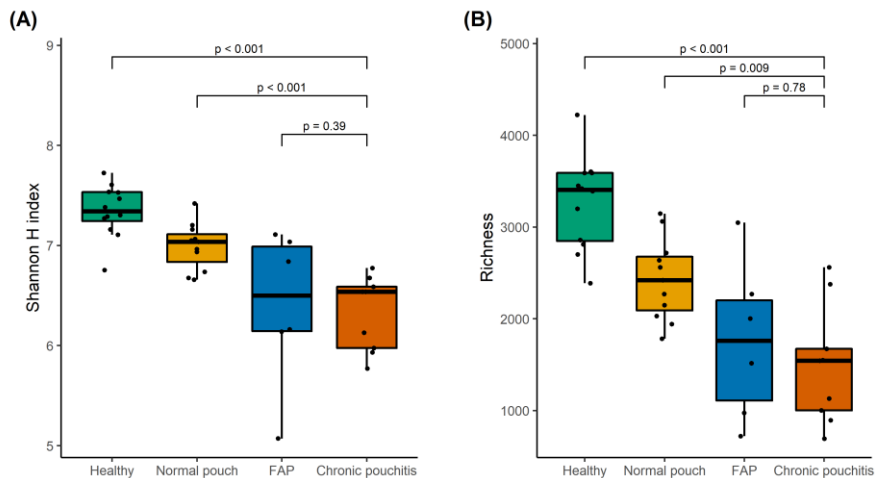 (A)
Shannon H index
9
8
7
6
5
p < 0.001
p < 0.001
p = 0.39
Healthy Normal pouch FAP Chronic pouchitis
(B)
Richness
5000
4000
3000
2000
1000
p < 0.001
p = 0.009
p = 0.78
Healthy Normal pouch FAP Chronic pouchitis